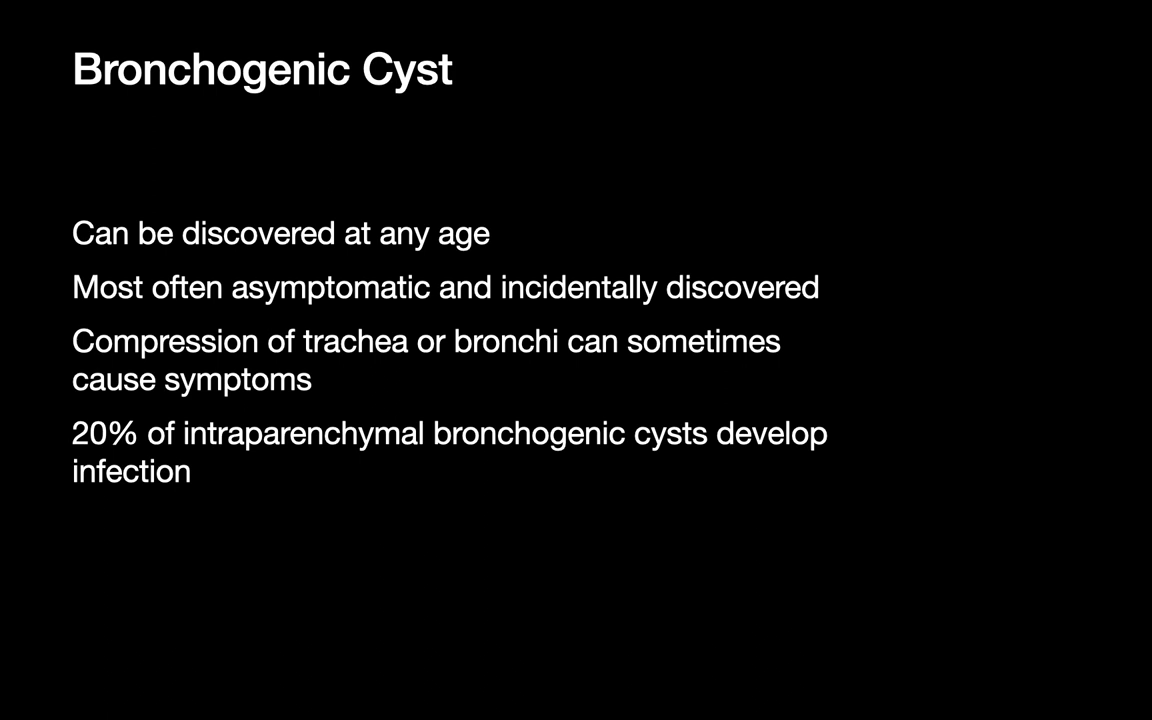 Bronchogenic Cyst
Can be discovered at any age
Most often asymptomatic and incidentally discovered
Compression of trachea or bronchi can sometimes
cause symptoms
20% of intraparenchymal bronchogenic cysts develop
infection